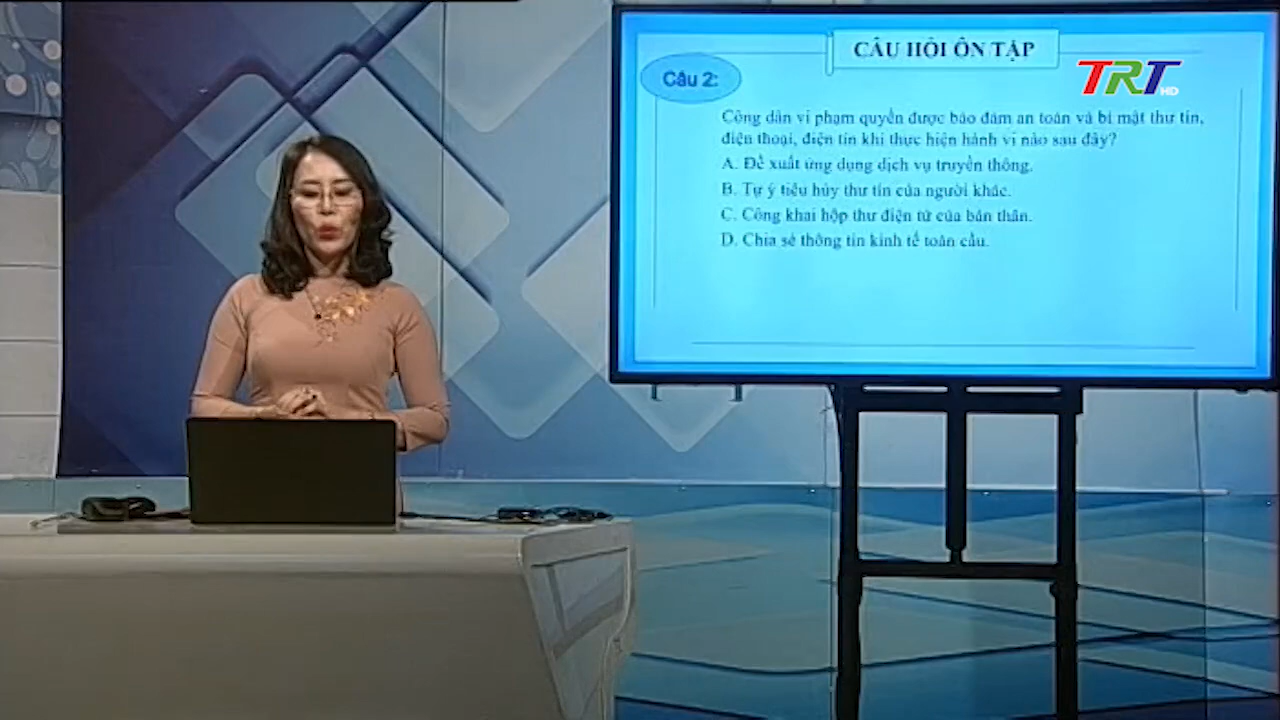 CÂU HỎI ÔN TẬP
TRT HD
Câu 2:
Công dân vi phạm quyền được bảo đảm an toàn và bí mật thư tín,
điện thoại, điện tín khi thực hiện hành vi nào sau đây?
A. Đề xuất ứng dụng dịch vụ truyền thông.
B. Tự ý tiêu hủy thư tín của người khác.
C. Công khai hộp thư điện tử của bản thân.
D. Chia sẻ thông tin kinh tế toàn cầu.